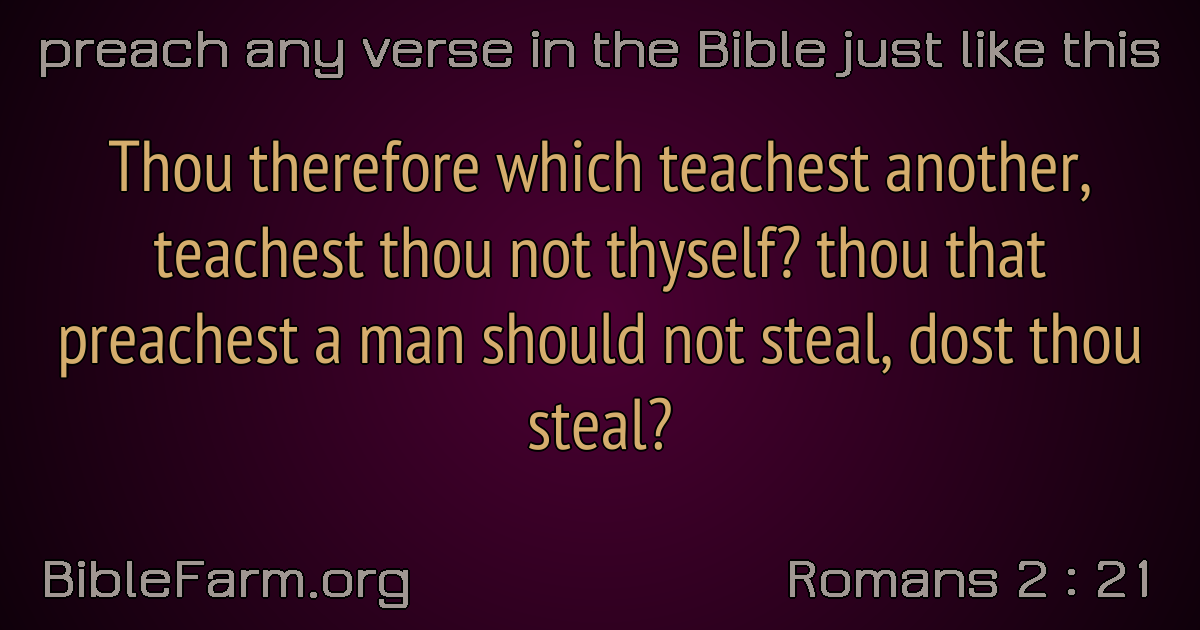 preach any verse in the Bible just like this
Thou therefore which teachest another,
teachest thou not thyself? thou that
preachest a man should not steal, dost thou
steal?
BibleFarm.org
Romans 2 : 21